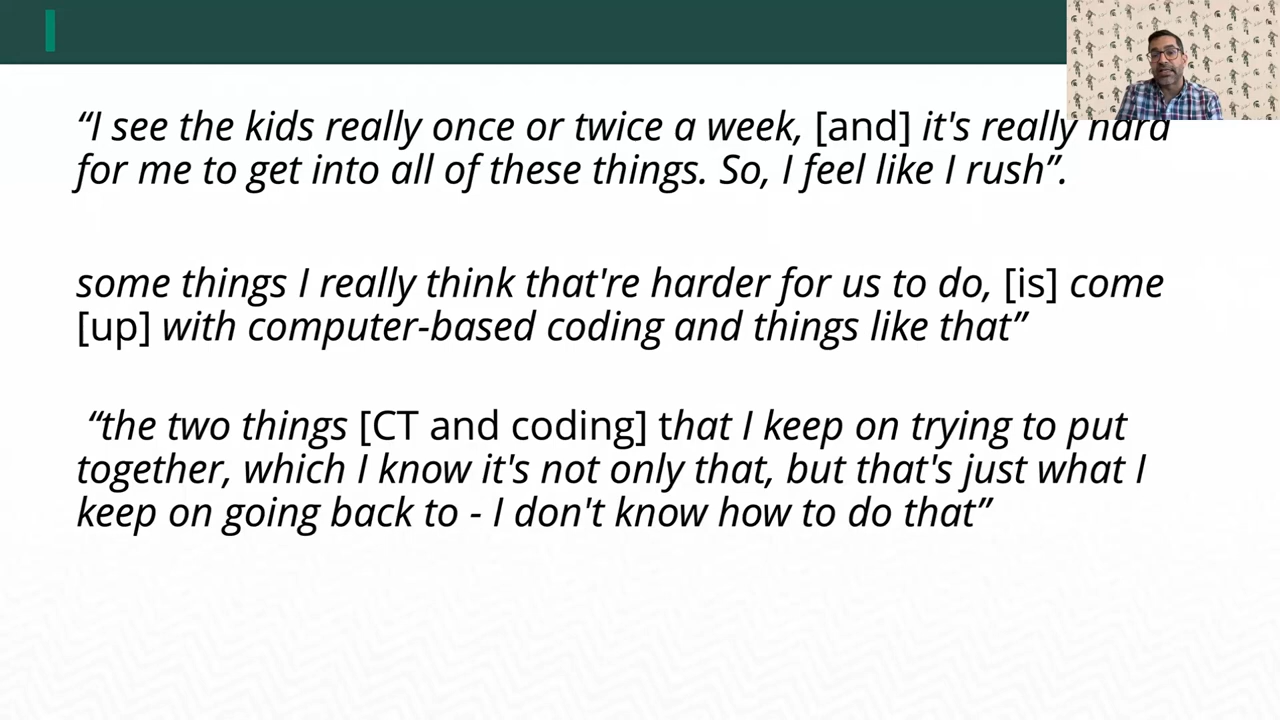 “I see the kids really once or twice a week, [and] it's really hard
for me to get into all of these things. So, I feel like I rush”.
some things I really think that're harder for us to do, [is] come
[up] with computer-based coding and things like that”
“the two things [CT and coding] that I keep on trying to put
together, which I know it's not only that, but that's just what I
keep on going back to - I don't know how to do that”